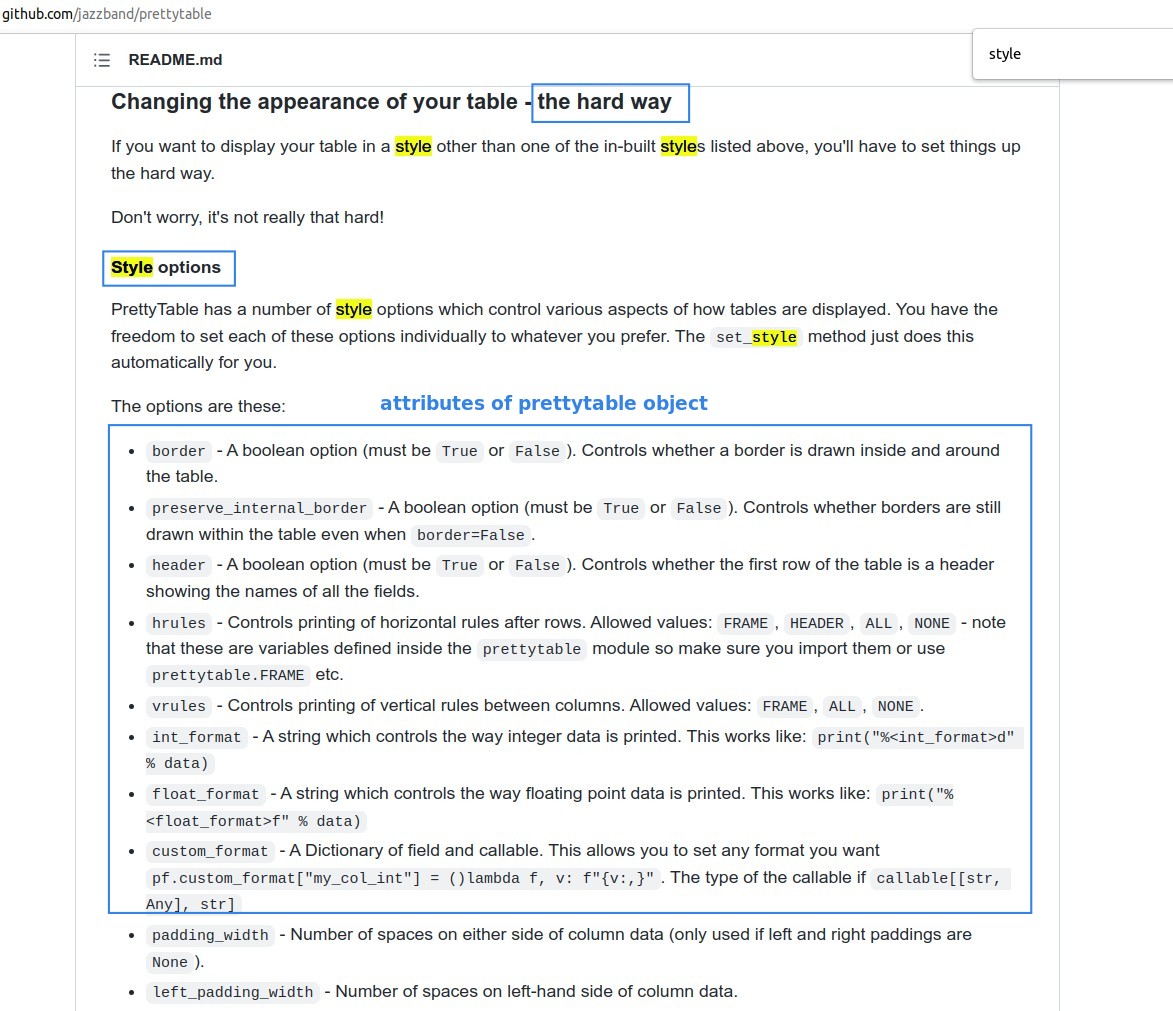 github.com/jazzband/prettytable
style
README.md
Changing the appearance of your table - the hard way
If you want to display your table in a style other than one of the in-built styles listed above, you'll have to set things up
the hard way.
Don't worry, it's not really that hard!
Style options
PrettyTable has a number of style options which control various aspects of how tables are displayed. You have the
freedom to set each of these options individually to whatever you prefer. The set_style method just does this
automatically for you.
The options are these:
attributes of prettytable object
• border - A boolean option (must be True or False ). Controls whether a border is drawn inside and around
the table.
• preserve_internal_border - A boolean option (must be True or False ). Controls whether borders are still
drawn within the table even when border=False .
• header - A boolean option (must be True or False ). Controls whether the first row of the table is a header
showing the names of all the fields.
• hrules - Controls printing of horizontal rules after rows. Allowed values: FRAME , HEADER , ALL , NONE - note
that these are variables defined inside the prettytable module so make sure you import them or use
prettytable.FRAME etc.
• vrules - Controls printing of vertical rules between columns. Allowed values: FRAME , ALL , NONE .
• int_format - A string which controls the way integer data is printed. This works like: print("%<int_format>d"
% data)
• float_format - A string which controls the way floating point data is printed. This works like: print("%
<float_format>f" % data)
• custom_format - A Dictionary of field and callable. This allows you to set any format you want
pf.custom_format["my_col_int"] = ()lambda f, v: f"{v:,}" . The type of the callable if callable[[str,
Any], str]
• padding_width - Number of spaces on either side of column data (only used if left and right paddings are
None ).
• left_padding_width - Number of spaces on left-hand side of column data.